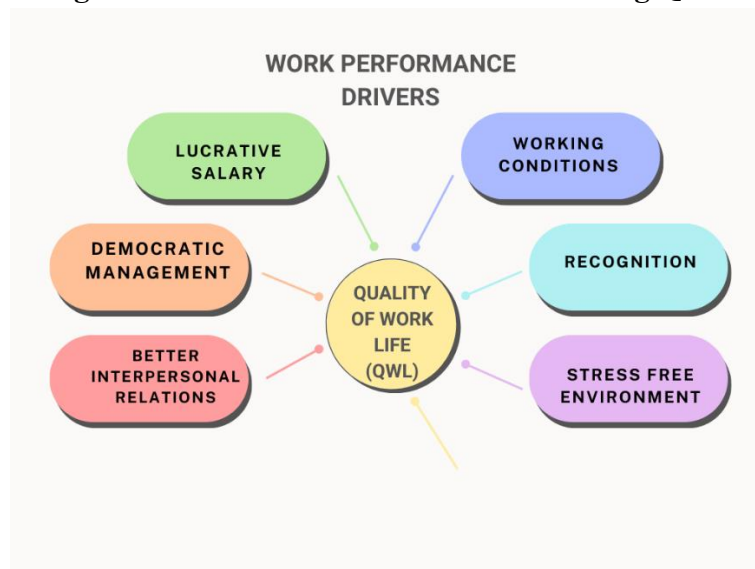 WORK PERFORMANCE
DRIVERS
LUCRATIVE
SALARY
WORKING
CONDITIONS
DEMOCRATIC
MANAGEMENT
RECOGNITION
QUALITY
OF WORK
LIFE
(QWL)
BETTER
INTERPERSONAL
RELATIONS
STRESS FREE
ENVIRONMENT